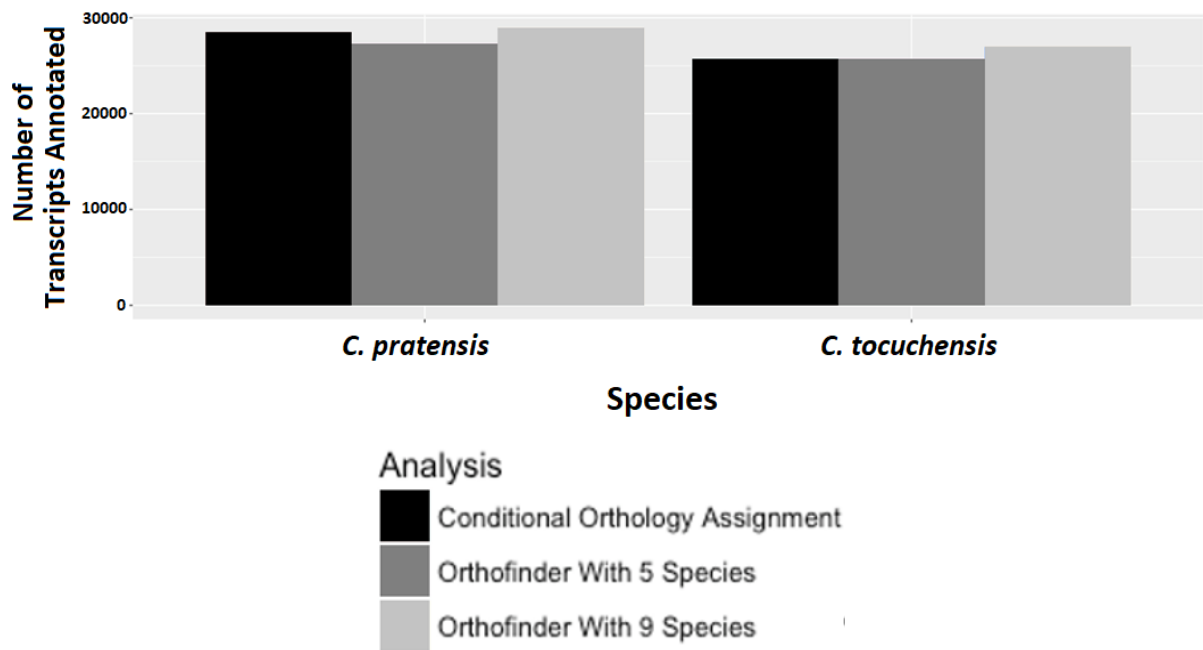 30000
20000
10000
0
Number of
Transcripts Annotated
C. pratensis
C. tocuchensis
Species
Analysis
Conditional Orthology Assignment
Orthofinder With 5 Species
Orthofinder With 9 Species